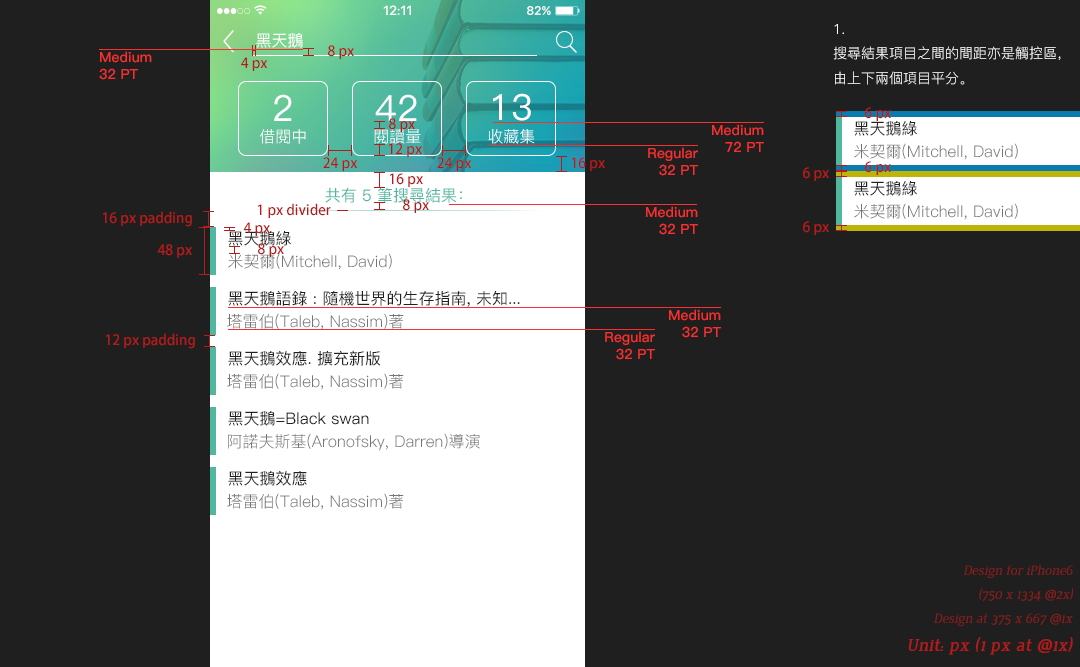 12:11
82%
黑天鵝
8 px
4 px
Medium
32 PT
2
借閱中
42
閱讀量
13
收藏集
8 px
12 px
24 px
24 px
16 px
Medium
72 PT
Regular
32 PT
16 px
共有 5 筆搜尋結果：
8 px
1 px divider
Medium
32 PT
16 px padding
4 px
黑天鵝綠
8 px
米契爾(Mitchell, David)
48 px
黑天鵝語錄 : 隨機世界的生存指南, 未知...
塔雷伯(Taleb, Nassim)著
Medium
32 PT
Regular
32 PT
12 px padding
黑天鵝效應. 擴充新版
塔雷伯(Taleb, Nassim)著
黑天鵝=Black swan
阿諾夫斯基(Aronofsky, Darren)導演
黑天鵝效應
塔雷伯(Taleb, Nassim)著
1.
搜尋結果項目之間的間距亦是觸控區，
由上下兩個項目平分。
6 px
黑天鵝綠
米契爾(Mitchell, David)
6 px
6 px
黑天鵝綠
米契爾(Mitchell, David)
6 px
Design for iPhone6
(750 x 1334 @2x)
Design at 375 x 667 @1x
Unit: px (1 px at @1x)